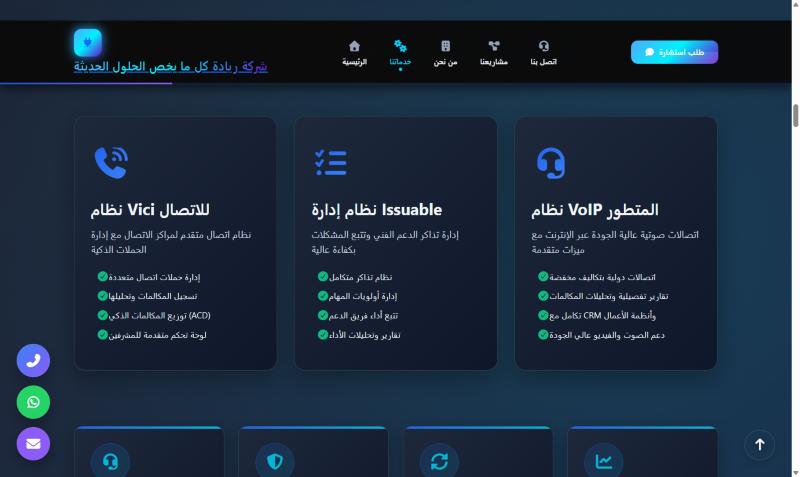 شركة ريادة كل ما يخص الحلول الحديثة
الرئيسية
خدماتنا
من نحن
مشاريعنا
اتصل بنا
طلب استشارة
نظام Vici للاتصال
نظام اتصال متقدم لمراكز الاتصال مع إدارة
الحملات الذكية
إدارة حملات اتصال متعددة
تسجيل المكالمات وتحليلها
توزيع المكالمات الذكي (ACD)
لوحة تحكم متقدمة للمشرفين
نظام إدارة Issuable
إدارة تذاكر الدعم الفني وتتبع المشكلات
بكفاءة عالية
نظام تذاكر متكامل
إدارة أولويات المهام
تتبع أداء فريق الدعم
تقارير وتحليلات الأداء
نظام VoIP المتطور
اتصالات صوتية عالية الجودة عبر الإنترنت مع
ميزات متقدمة
اتصالات دولية بتكاليف مخفضة
تقارير تفصيلية وتحليلات المكالمات
تكامل مع CRM وأنظمة الأعمال
دعم الصوت والفيديو عالي الجودة